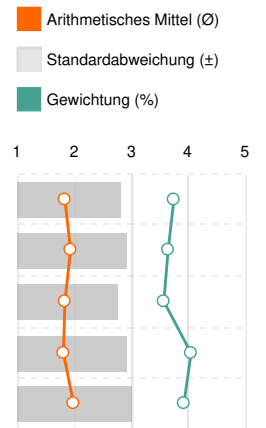 Arithmetisches Mittel (Ø)
Standardabweichung (±)
Gewichtung (%)
1 2 3 4 5